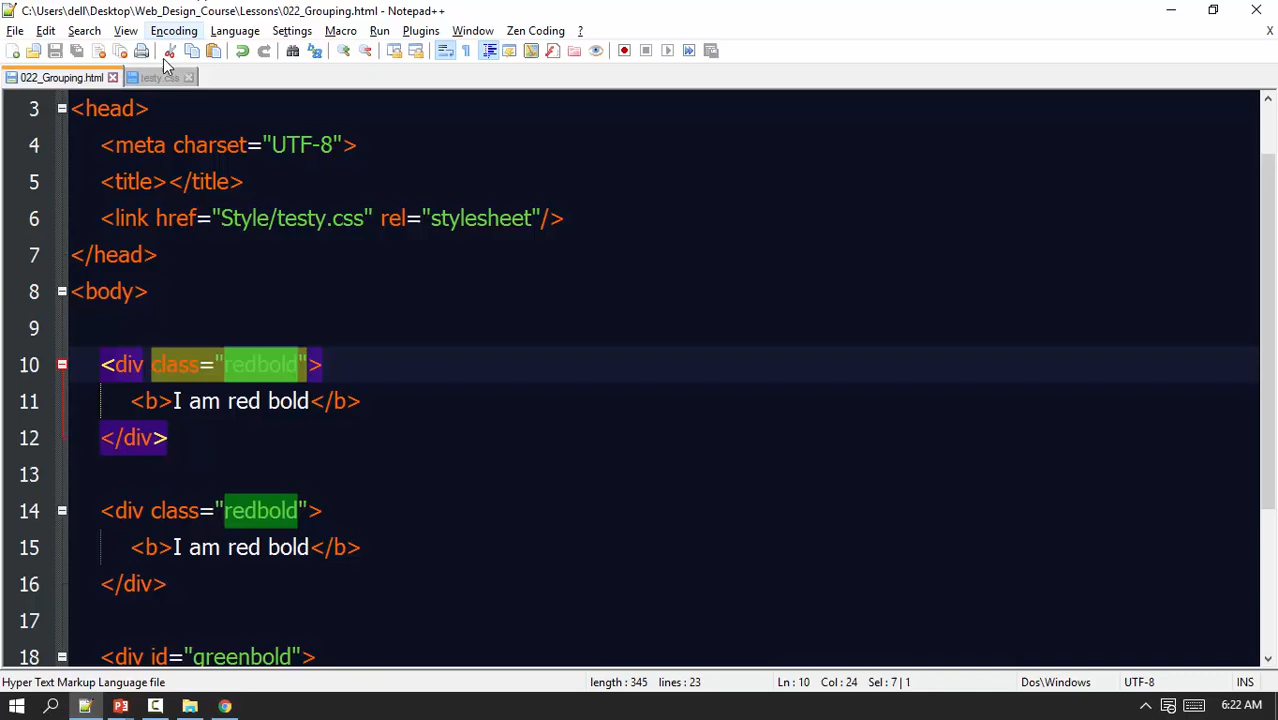 C:\Users\dell\Desktop\Web_Design_Course\Lessons\022_Grouping.html - Notepad++
File Edit Search View Encoding Language Settings Macro Run Plugins Window Zen Coding ? X
022_Grouping.html testy.css
3 <head>
4 <meta charset="UTF-8">
5 <title></title>
6 <link href="Style/testy.css" rel="stylesheet"/>
7 </head>
8 <body>
9
10 <div class="redbold">
11 <b>I am red bold</b>
12 </div>
13
14 <div class="redbold">
15 <b>I am red bold</b>
16 </div>
17
18 <div id="greenbold">
Hyper Text Markup Language file length : 345 lines : 23 Ln : 10 Col : 24 Sel : 7 | 1 Dos\Windows UTF-8 INS
6:22 AM